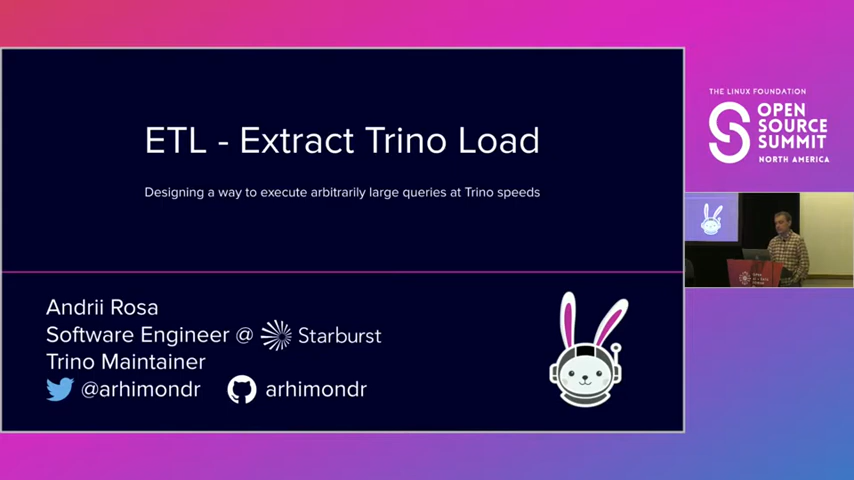 ETL - Extract Trino Load
Designing a way to execute arbitrarily large queries at Trino speeds
Andrii Rosa
Software Engineer @ Starburst
Trino Maintainer
@arhimondr arhimondr
THE LINUX FOUNDATION
OPEN
SOURCE
SUMMIT
NORTH AMERICA